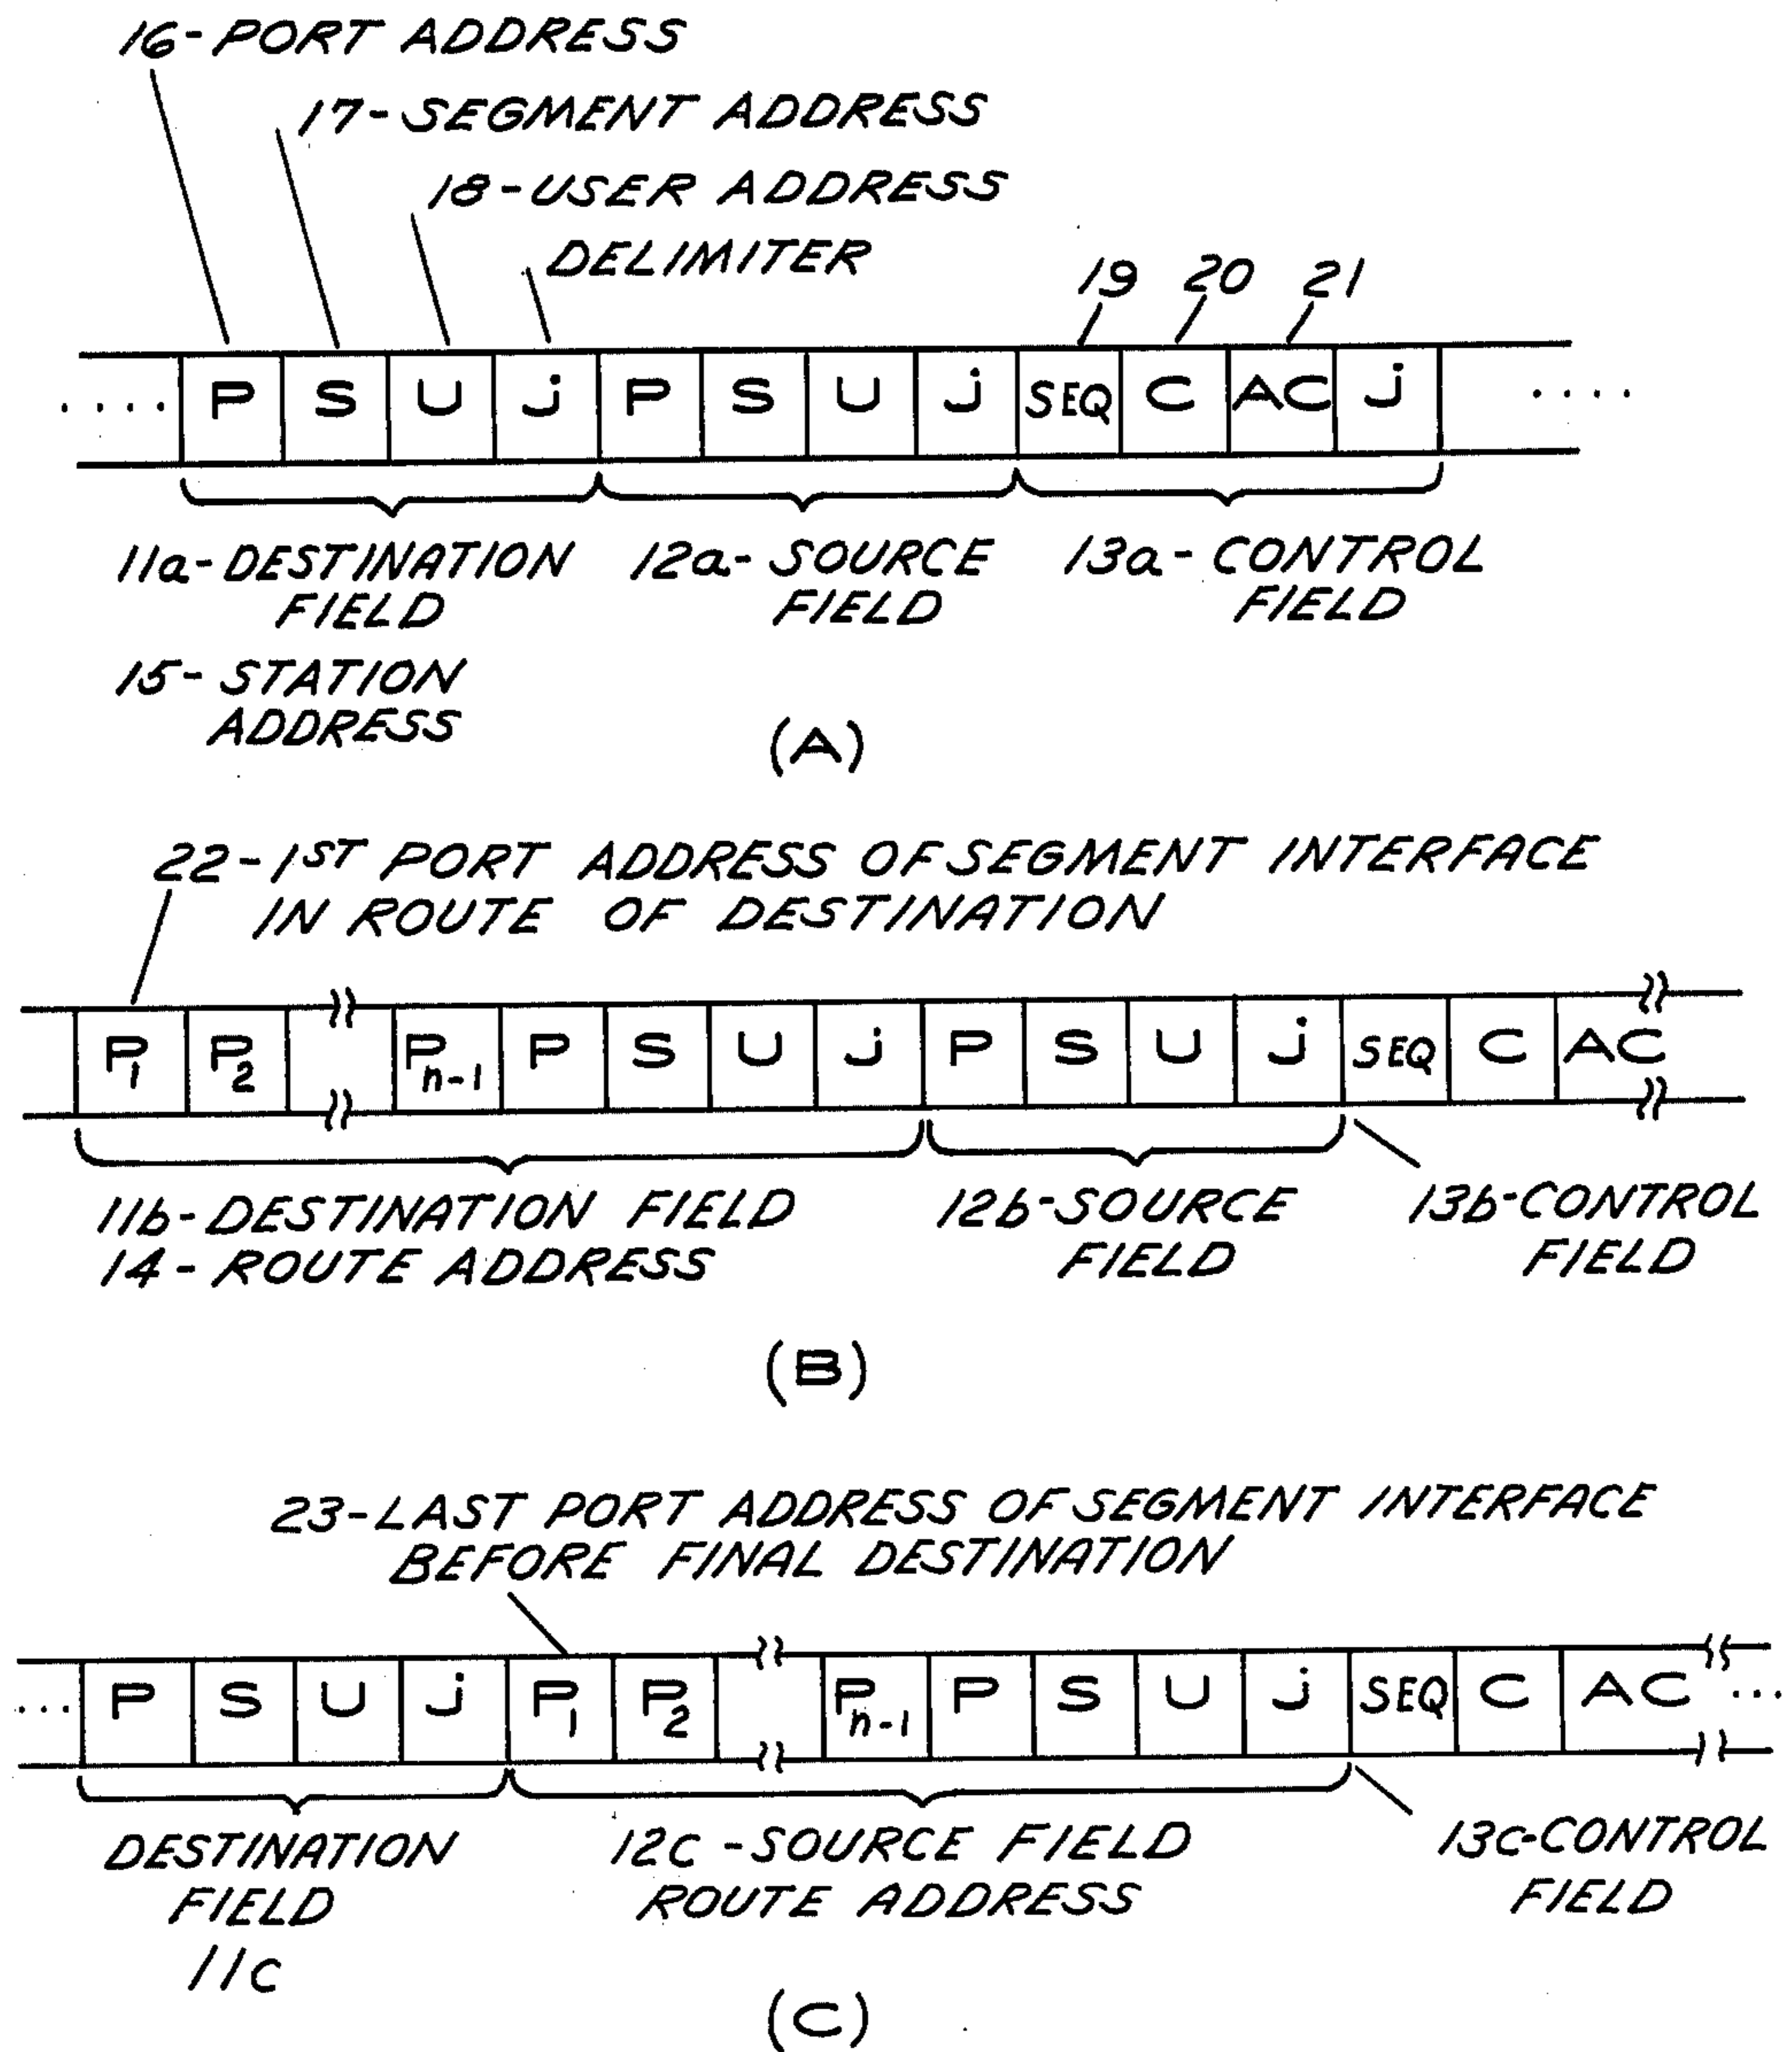 16-PORT ADDRESS
17-SEGMENT ADDRESS
18-USER ADDRESS
DELIMITER
19 20 21
.... P S U j P S U j SEQ C AC j ....
11a-DESTINATION FIELD
12a-SOURCE FIELD
13a-CONTROL FIELD
15-STATION ADDRESS
(A)
22-1ST PORT ADDRESS OF SEGMENT INTERFACE
IN ROUTE OF DESTINATION
P1 P2 Pn-1 P S U j P S U j SEQ C AC
11b-DESTINATION FIELD
14-ROUTE ADDRESS
12b-SOURCE FIELD
13b-CONTROL FIELD
(B)
23-LAST PORT ADDRESS OF SEGMENT INTERFACE
BEFORE FINAL DESTINATION
... P S U j P1 P2 Pn-1 P S U j SEQ C AC ...
DESTINATION FIELD 11c
12c-SOURCE FIELD
ROUTE ADDRESS
13c-CONTROL FIELD
(C)